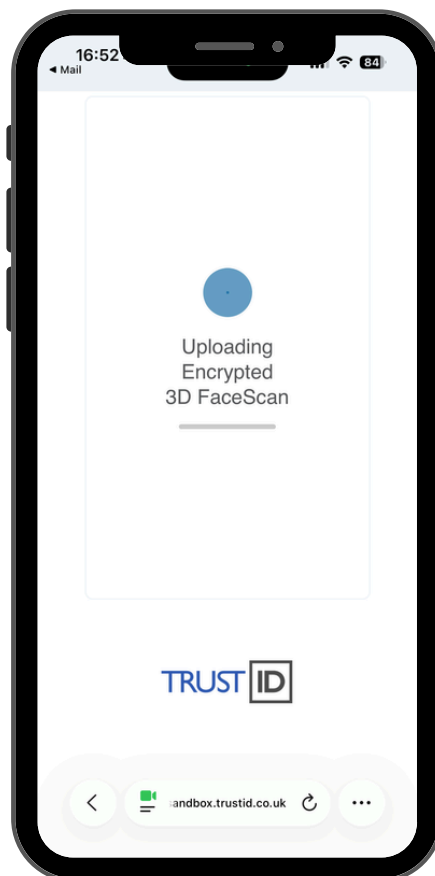 16:52
◀ Mail
84
Uploading
Encrypted
3D FaceScan
TRUST ID
andbox.trustid.co.uk